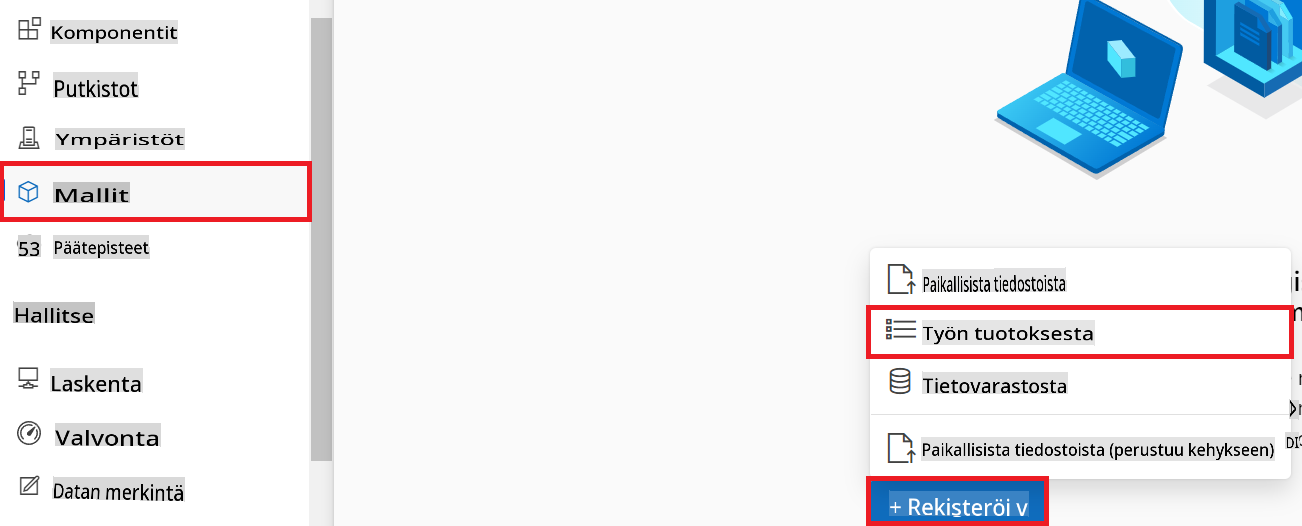 Komponentit
Putkistot
Ympäristöt
Mallit
53 Päätepisteet
Hallitse
Laskenta
Valvonta
Datan merkintä
Paikallisista tiedostoista
Työn tuotoksesta
Tietovarastosta
Paikallisista tiedostoista (perustuu kehykseen)
+ Rekisteröi v